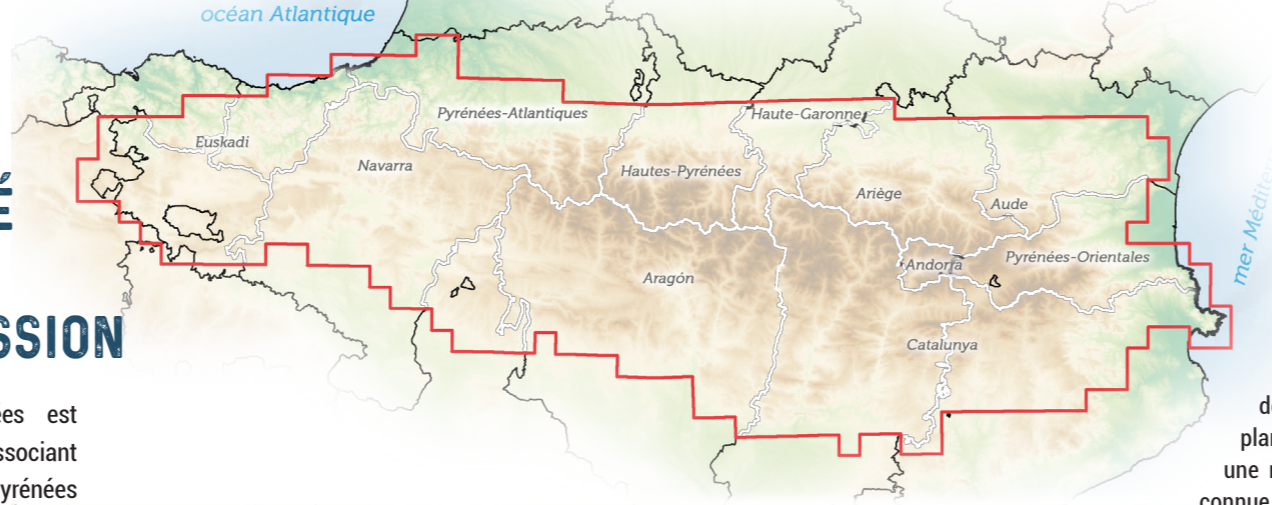 océan Atlantique
Pyrénées-Atlantiques
Haute-Garonne
Euskadi
Navarra
Hautes-Pyrénées
Ariège
Aude
mer Méditer
Andorra
Pyrénées-Orientales
Aragón
SSION
Catalunya
ées est
ssociant
yrénées
plan
une
connue